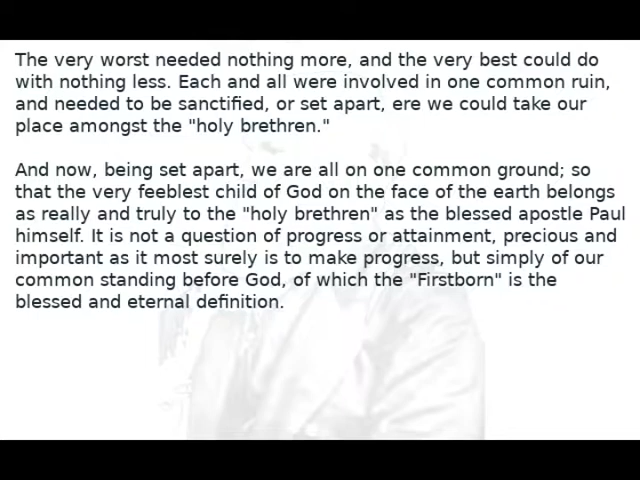 The very worst needed nothing more, and the very best could do
with nothing less. Each and all were involved in one common ruin,
and needed to be sanctified, or set apart, ere we could take our
place amongst the "holy brethren."
And now, being set apart, we are all on one common ground; so
that the very feeblest child of God on the face of the earth belongs
as really and truly to the "holy brethren" as the blessed apostle Paul
himself. It is not a question of progress or attainment, precious and
important as it most surely is to make progress, but simply of our
common standing before God, of which the "Firstborn" is the
blessed and eternal definition.